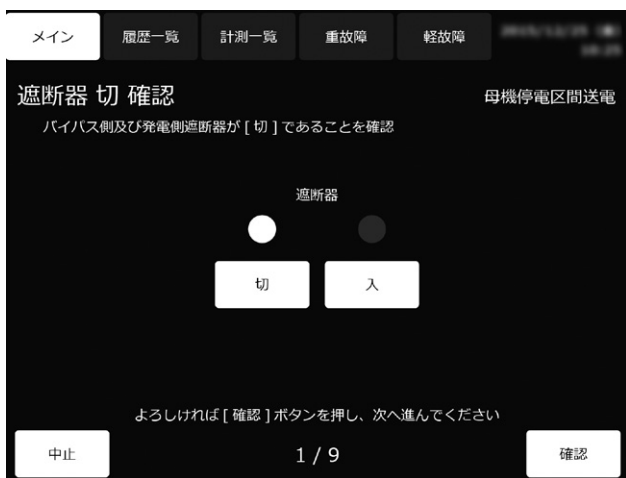 メイン
履歴一覧
計測一覧
重故障
軽故障
遮断器 切 確認
母機停電区間送電
バイパス側及び発電側遮断器が [ 切 ] であることを確認
遮断器
切
入
よろしければ [ 確認 ] ボタンを押し、次へ進んでください
中止
1 / 9
確認